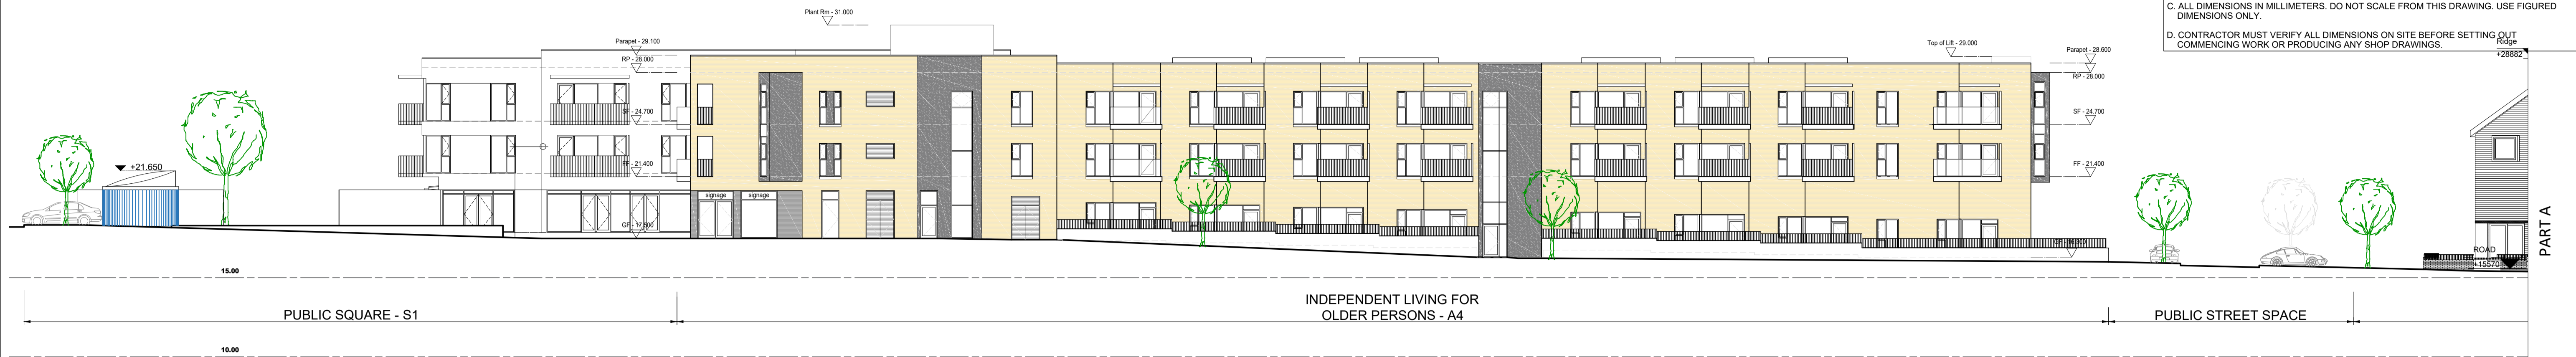 C. ALL DIMENSIONS IN MILLIMETERS. DO NOT SCALE FROM THIS DRAWING. USE FIGURED
DIMENSIONS ONLY.
D. CONTRACTOR MUST VERIFY ALL DIMENSIONS ON SITE BEFORE SETTING OUT
COMMENCING WORK OR PRODUCING ANY SHOP DRAWINGS.
Plant Rm - 31.000
Parapet - 29.100
RP - 28.000
SF - 24.700
FF - 21.400
GF - 17.500
+21.650
signage
signage
Top of Lift - 29.000
Parapet - 28.600
RP - 28.000
SF - 24.700
FF - 21.400
GF - 16.300
Ridge
+28882
ROAD
+15570
PART A
15.00
PUBLIC SQUARE - S1
INDEPENDENT LIVING FOR
OLDER PERSONS - A4
PUBLIC STREET SPACE
10.00